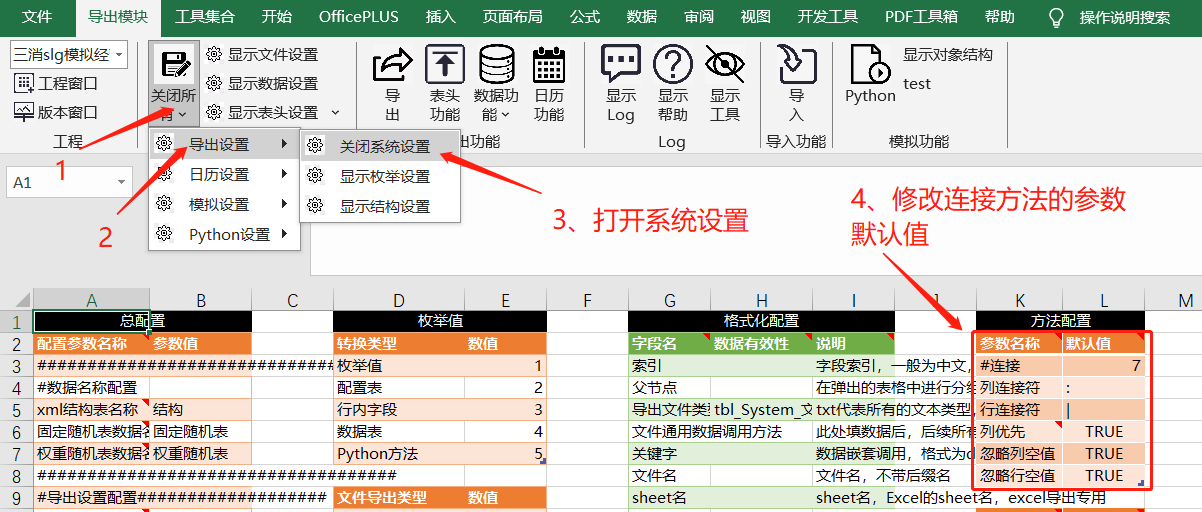 文件 导出模块 工具集合 开始 OfficePLUS 插入 页面布局 公式 数据 审阅 视图 开发工具 PDF工具箱 帮助 操作说明搜索
三消slg模拟经
工程窗口
版本窗口
工程
关闭所
有
显示文件设置
显示数据设置
显示表头设置
导
出
表头
功能
数据功
能
日历
功能
出功能
显示
Log
显示
帮助
显示
工具
Log
导
入
导入功能
Python
显示对象结构
test
模拟功能
导出设置
日历设置
模拟设置
Python设置
关闭系统设置
显示枚举设置
显示结构设置
1
2
3、打开系统设置
4、修改连接方法的参数
默认值
A1
A B C D E F G H I J K L M
1 总配置 枚举值 格式化配置 方法配置
2 配置参数名称 参数值 转换类型 数值 字段名 数据有效性 说明 参数名称 默认值
3 ################################ 枚举值 1 索引 字段索引，一般为中文， #连接 7
4 #数据名称配置 配置表 2 父节点 在弹出的表格中进行分组 列连接符 :
5 xml结构表名称 结构 行内字段 3 导出文件类型 tbl_System_文 txt代表所有的文本类型， 行连接符 |
6 固定随机表数据名 固定随机表 数据表 4 文件通用数据调用方法 此处填数据后，后续所有 列优先 TRUE
7 权重随机表数据名 权重随机表 Python方法 5 关键字 数据嵌套调用，格式为 忽略列空值 TRUE
8 ###################################### 文件名 文件名，不带后缀名 忽略行空值 TRUE
9 #导出设置配置#################### 文件导出类型 数值 sheet名 sheet名，Excel的sheet名，excel导出专用